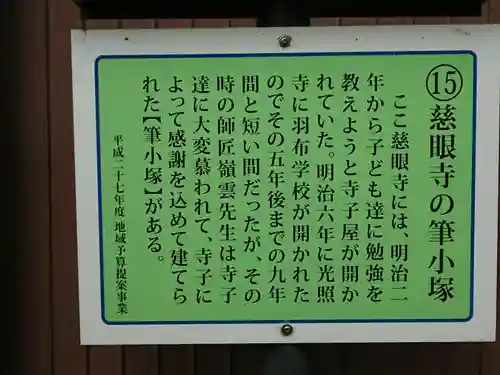 ⑮慈眼寺の筆小塚
ここ慈眼寺には、明治二
年から子ども達に勉強を
教えようと寺子屋が開か
れていた。明治六年に光照
寺に羽布学校が開かれた
のでその五年後までの九年
間と短い間だったが、その
時の師匠嶺雲先生は寺子
達に大変慕われて、寺子に
よって感謝を込めて建てら
れた【筆小塚】がある。
平成二十七年度 地域予算提案事業